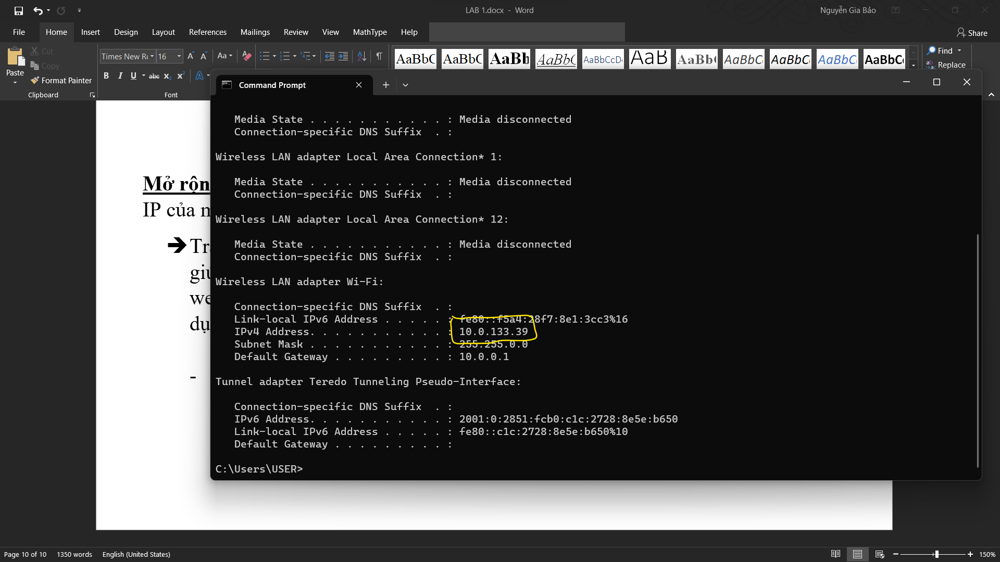 LAB 1.docx - Word
Nguyễn Gia Bảo
File Home Insert Design Layout References Mailings Review View MathType Help
Share
Paste
Cut
Copy
Format Painter
Clipboard
Times New Ro
16
Aa
B I U abc x₂ x² A
Font
AaBbC AaBbC AaBb AaBbC AaBbCcD AaB AaBb AaBbC AaBbC AaBbC AaBbC
Find
Replace
Mở rộn
IP của m
➔ Tr
giữ
we
dụ
-
Command Prompt
Media State . . . . . . . . . . . : Media disconnected
Connection-specific DNS Suffix . :
Wireless LAN adapter Local Area Connection* 1:
Media State . . . . . . . . . . . : Media disconnected
Connection-specific DNS Suffix . :
Wireless LAN adapter Local Area Connection* 12:
Media State . . . . . . . . . . . : Media disconnected
Connection-specific DNS Suffix . :
Wireless LAN adapter Wi-Fi:
Connection-specific DNS Suffix . :
Link-local IPv6 Address . . . . . : fe80::f5a4:28f7:8e1:3cc3%16
IPv4 Address. . . . . . . . . . . : 10.0.133.39
Subnet Mask . . . . . . . . . . . : 255.255.0.0
Default Gateway . . . . . . . . . : 10.0.0.1
Tunnel adapter Teredo Tunneling Pseudo-Interface:
Connection-specific DNS Suffix . :
IPv6 Address. . . . . . . . . . . : 2001:0:2851:fcb0:c1c:2728:8e5e:b650
Link-local IPv6 Address . . . . . : fe80::c1c:2728:8e5e:b650%10
Default Gateway . . . . . . . . . :
C:\Users\USER>
Page 10 of 10 1350 words English (United States)
150%